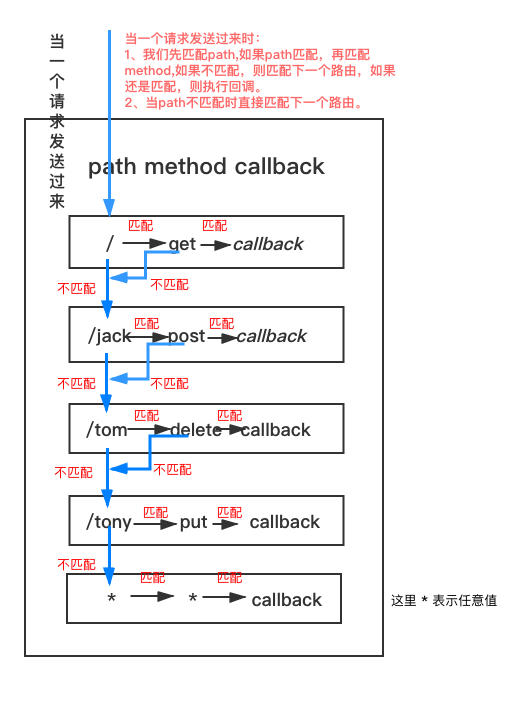 当一个请求发送过来
当一个请求发送过来时：
1、我们先匹配path,如果path匹配，再匹配
method,如果不匹配，则匹配下一个路由，如果
还是匹配，则执行回调。
2、当path不匹配时直接匹配下一个路由。
path method callback
匹配 匹配
/ get callback
不匹配 不匹配
匹配 匹配
/jack post callback
不匹配 不匹配
匹配 匹配
/tom delete callback
不匹配 不匹配
匹配 匹配
/tony put callback
不匹配
匹配 匹配
* * callback
这里 * 表示任意值